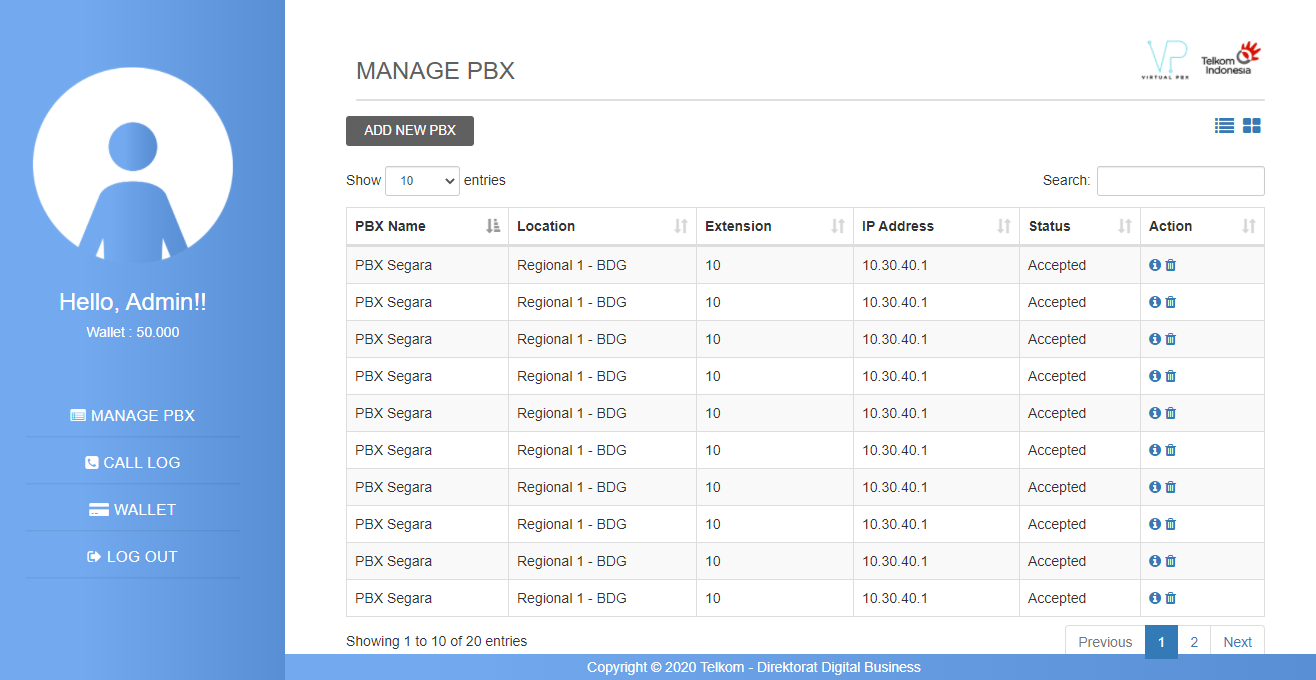 Hello, Admin!!
Wallet : 50.000
MANAGE PBX
CALL LOG
WALLET
LOG OUT
MANAGE PBX
VP
VIRTUAL PBX
Telkom
Indonesia
ADD NEW PBX
Show 10 entries
Search:
PBX Name Location Extension IP Address Status Action
PBX Segara Regional 1 - BDG 10 10.30.40.1 Accepted
PBX Segara Regional 1 - BDG 10 10.30.40.1 Accepted
PBX Segara Regional 1 - BDG 10 10.30.40.1 Accepted
PBX Segara Regional 1 - BDG 10 10.30.40.1 Accepted
PBX Segara Regional 1 - BDG 10 10.30.40.1 Accepted
PBX Segara Regional 1 - BDG 10 10.30.40.1 Accepted
PBX Segara Regional 1 - BDG 10 10.30.40.1 Accepted
PBX Segara Regional 1 - BDG 10 10.30.40.1 Accepted
PBX Segara Regional 1 - BDG 10 10.30.40.1 Accepted
PBX Segara Regional 1 - BDG 10 10.30.40.1 Accepted
Showing 1 to 10 of 20 entries
Previous 1 2 Next
Copyright © 2020 Telkom - Direktorat Digital Business